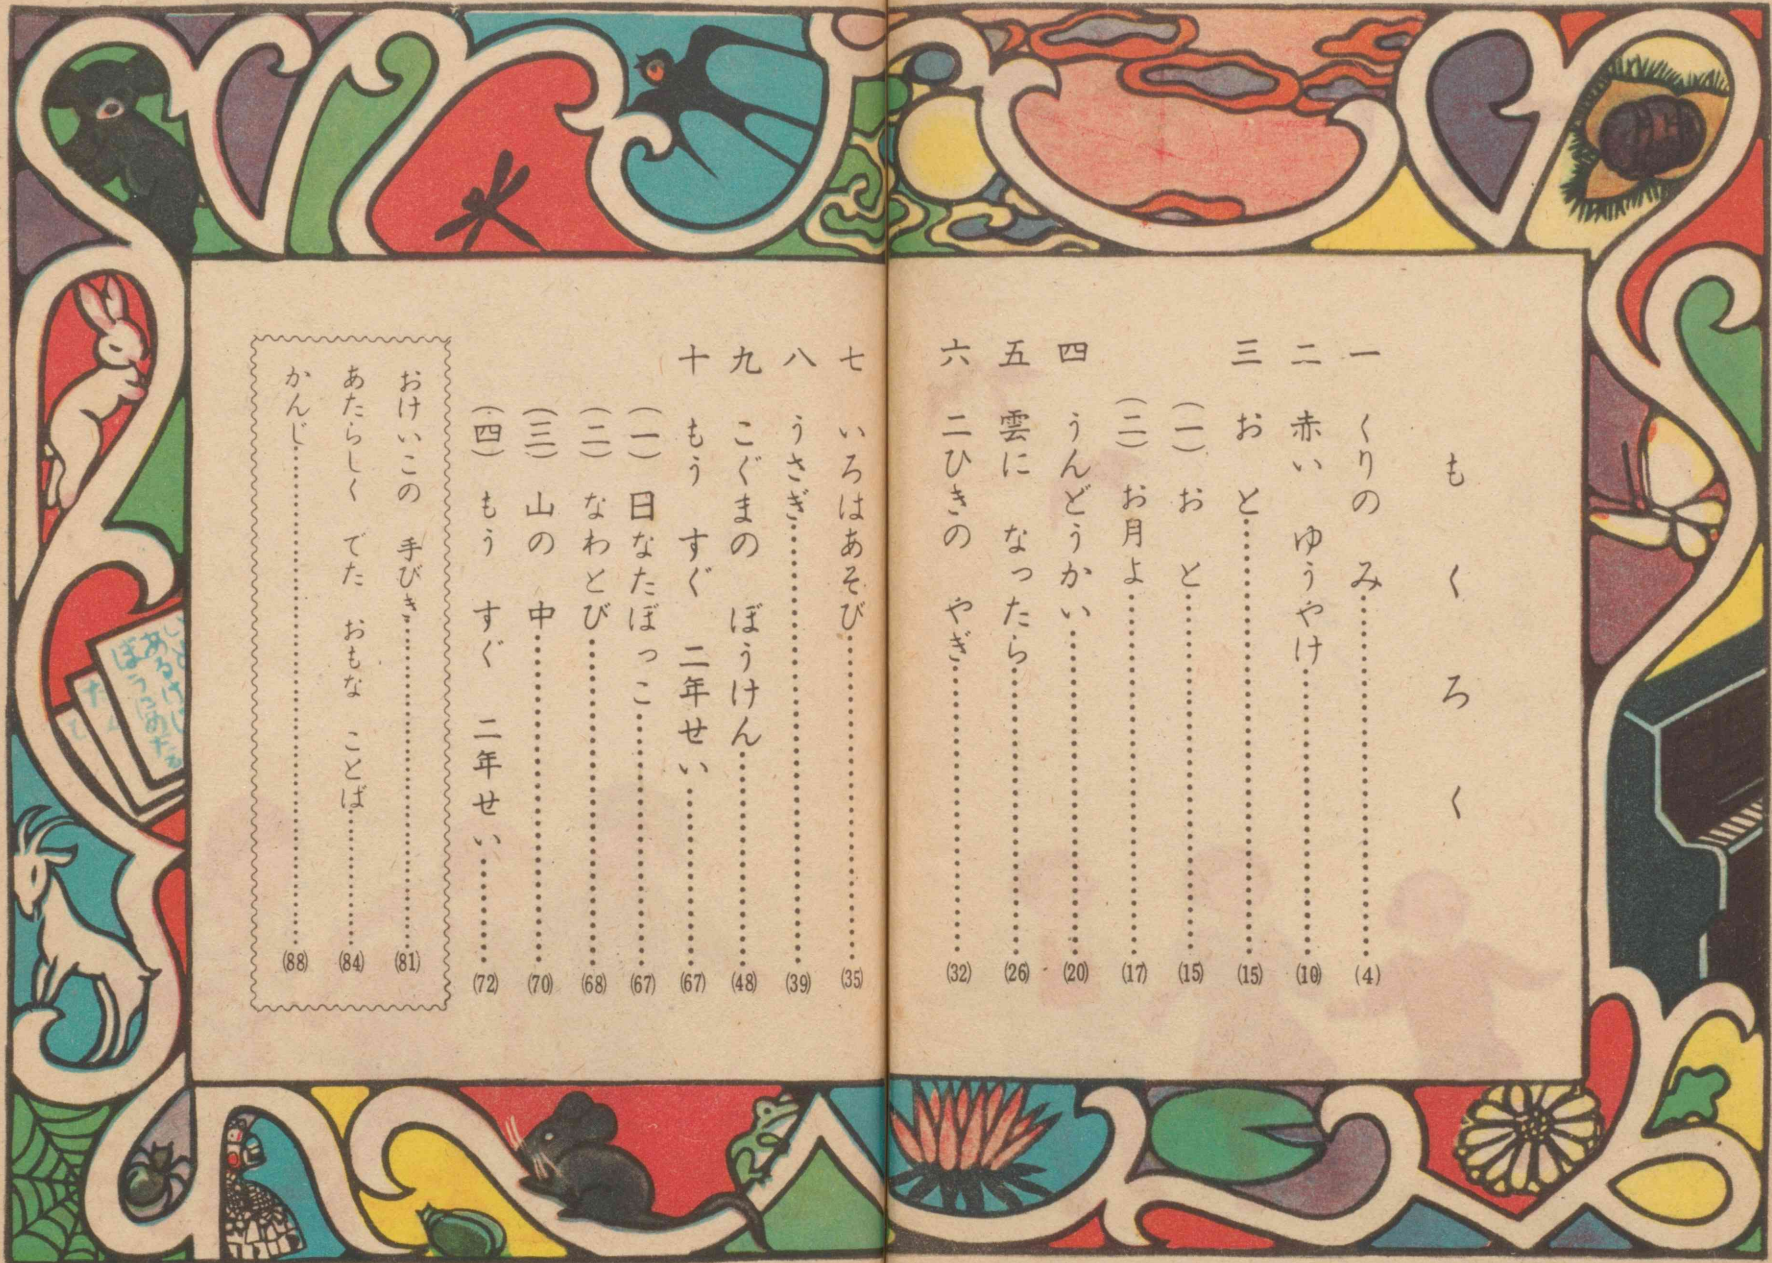 もくろく
一 くりの み……(4)
二 赤い ゆうやけ……(10)
三 お と……(15)
(一) お と……(15)
(二) お月よ……(17)
四 うんどうかい……(20)
五 雲に なったら……(26)
六 二ひきの やぎ……(32)
七 いろはあそび……(35)
八 うさぎ……(39)
九 こぐまの ぼうけん……(48)
十 もう すぐ 二年せい……(67)
(一) 日なたぼっこ……(67)
(二) なわとび……(68)
(三) 山の 中……(70)
(四) もう すぐ 二年せい……(72)
おけいこの 手びき……(81)
あたらしく でた おもな ことば……(84)
かんじ……(88)